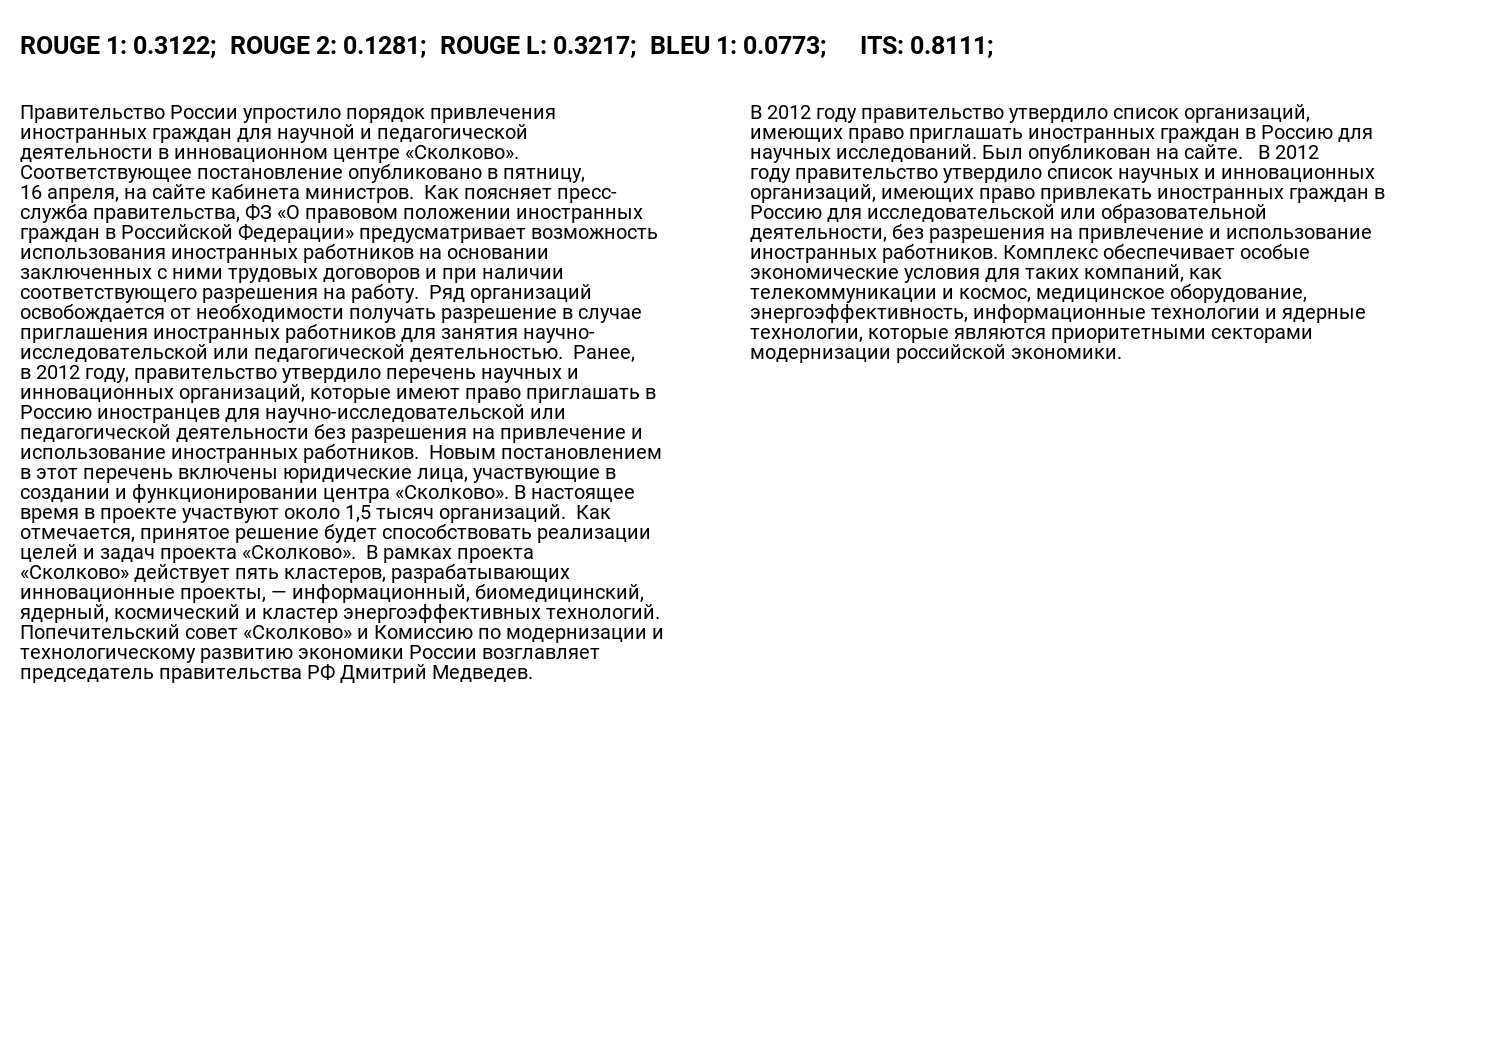 ROUGE 1: 0.3122;  ROUGE 2: 0.1281;  ROUGE L: 0.3217;  BLEU 1: 0.0773;     ITS: 0.8111;
Правительство России упростило порядок привлечения
иностранных граждан для научной и педагогической
деятельности в инновационном центре «Сколково».
Соответствующее постановление опубликовано в пятницу,
16 апреля, на сайте кабинета министров.  Как поясняет пресс-
служба правительства, ФЗ «О правовом положении иностранных
граждан в Российской Федерации» предусматривает возможность
использования иностранных работников на основании
заключенных с ними трудовых договоров и при наличии
соответствующего разрешения на работу.  Ряд организаций
освобождается от необходимости получать разрешение в случае
приглашения иностранных работников для занятия научно-
исследовательской или педагогической деятельностью.  Ранее,
в 2012 году, правительство утвердило перечень научных и
инновационных организаций, которые имеют право приглашать в
Россию иностранцев для научно-исследовательской или
педагогической деятельности без разрешения на привлечение и
использование иностранных работников.  Новым постановлением
в этот перечень включены юридические лица, участвующие в
создании и функционировании центра «Сколково». В настоящее
время в проекте участвуют около 1,5 тысяч организаций.  Как
отмечается, принятое решение будет способствовать реализации
целей и задач проекта «Сколково».  В рамках проекта
«Сколково» действует пять кластеров, разрабатывающих
инновационные проекты, — информационный, биомедицинский,
ядерный, космический и кластер энергоэффективных технологий.
Попечительский совет «Сколково» и Комиссию по модернизации и
технологическому развитию экономики России возглавляет
председатель правительства РФ Дмитрий Медведев.
В 2012 году правительство утвердило список организаций,
имеющих право приглашать иностранных граждан в Россию для
научных исследований. Был опубликован на сайте.   В 2012
году правительство утвердило список научных и инновационных
организаций, имеющих право привлекать иностранных граждан в
Россию для исследовательской или образовательной
деятельности, без разрешения на привлечение и использование
иностранных работников. Комплекс обеспечивает особые
экономические условия для таких компаний, как
телекоммуникации и космос, медицинское оборудование,
энергоэффективность, информационные технологии и ядерные
технологии, которые являются приоритетными секторами
модернизации российской экономики.